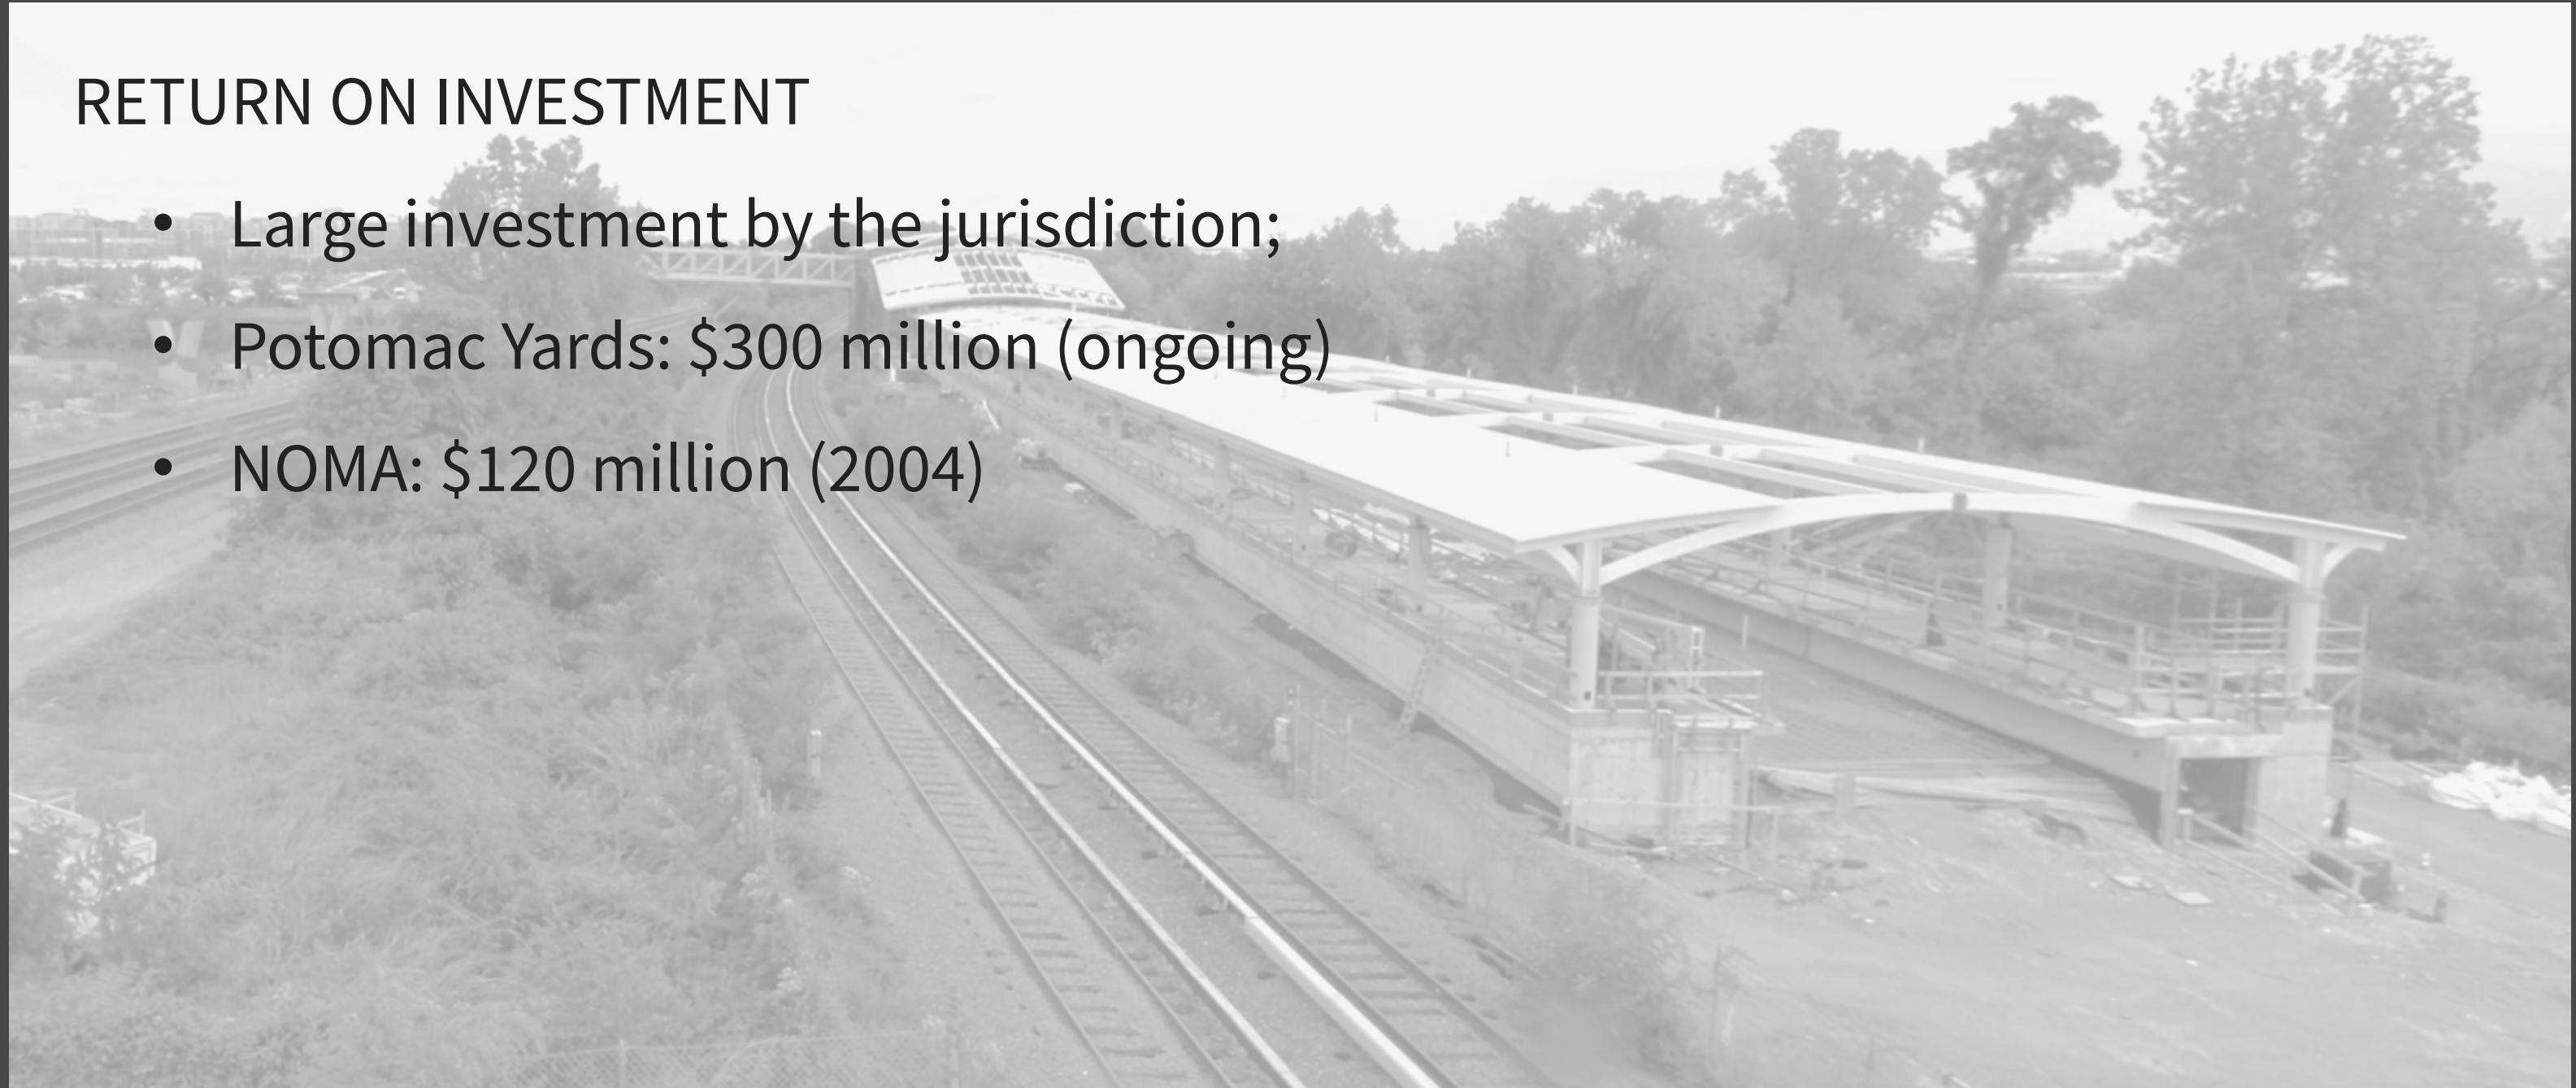 RETURN ON INVESTMENT
• Large investment by the jurisdiction;
• Potomac Yards: $300 million (ongoing)
• NOMA: $120 million (2004)